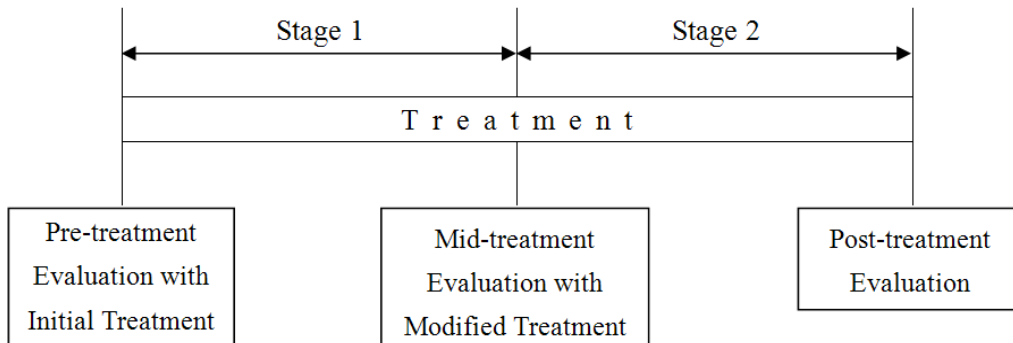 Stage 1
Stage 2
T r e a t m e n t
Pre-treatment
Evaluation with
Initial Treatment
Mid-treatment
Evaluation with
Modified Treatment
Post-treatment
Evaluation